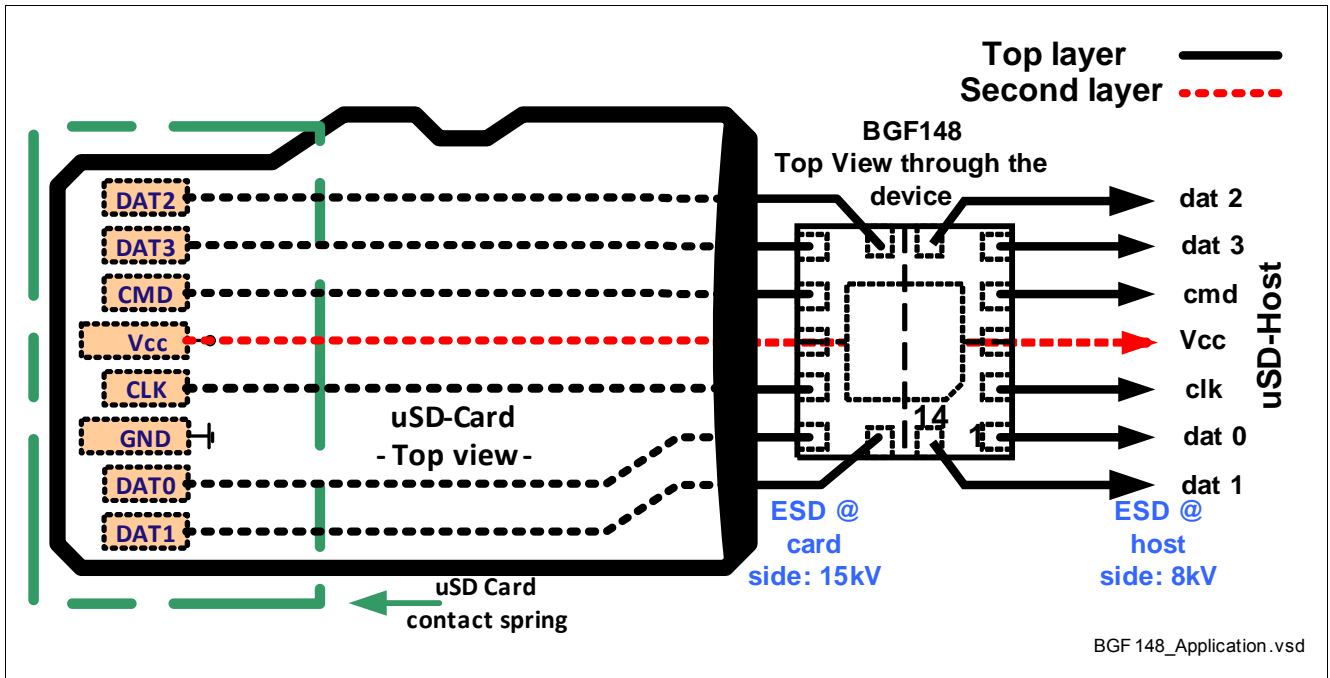 Top layer
Second layer
BGF148
Top View through the
device
DAT2
DAT3
CMD
Vcc
CLK
GND
DAT0
DAT1
uSD-Card
- Top view -
14
1
dat 2
dat 3
cmd
Vcc
clk
dat 0
dat 1
uSD-Host
ESD @
card
side: 15kV
ESD @
host
side: 8kV
uSD Card
contact spring
BGF148_Application.vsd